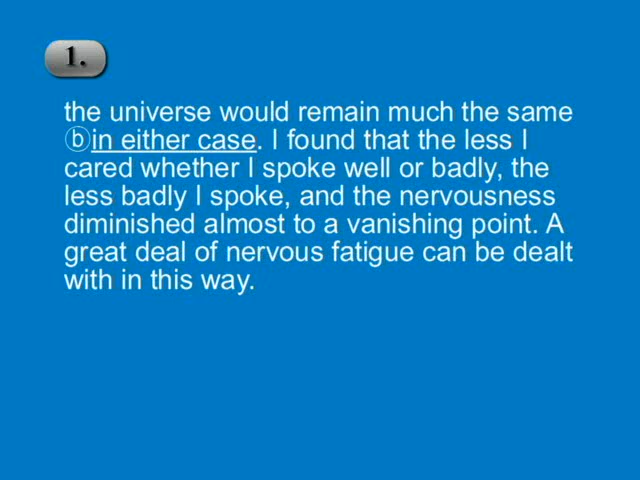 1.
the universe would remain much the same
ⓑin either case. I found that the less I
cared whether I spoke well or badly, the
less badly I spoke, and the nervousness
diminished almost to a vanishing point. A
great deal of nervous fatigue can be dealt
with in this way.